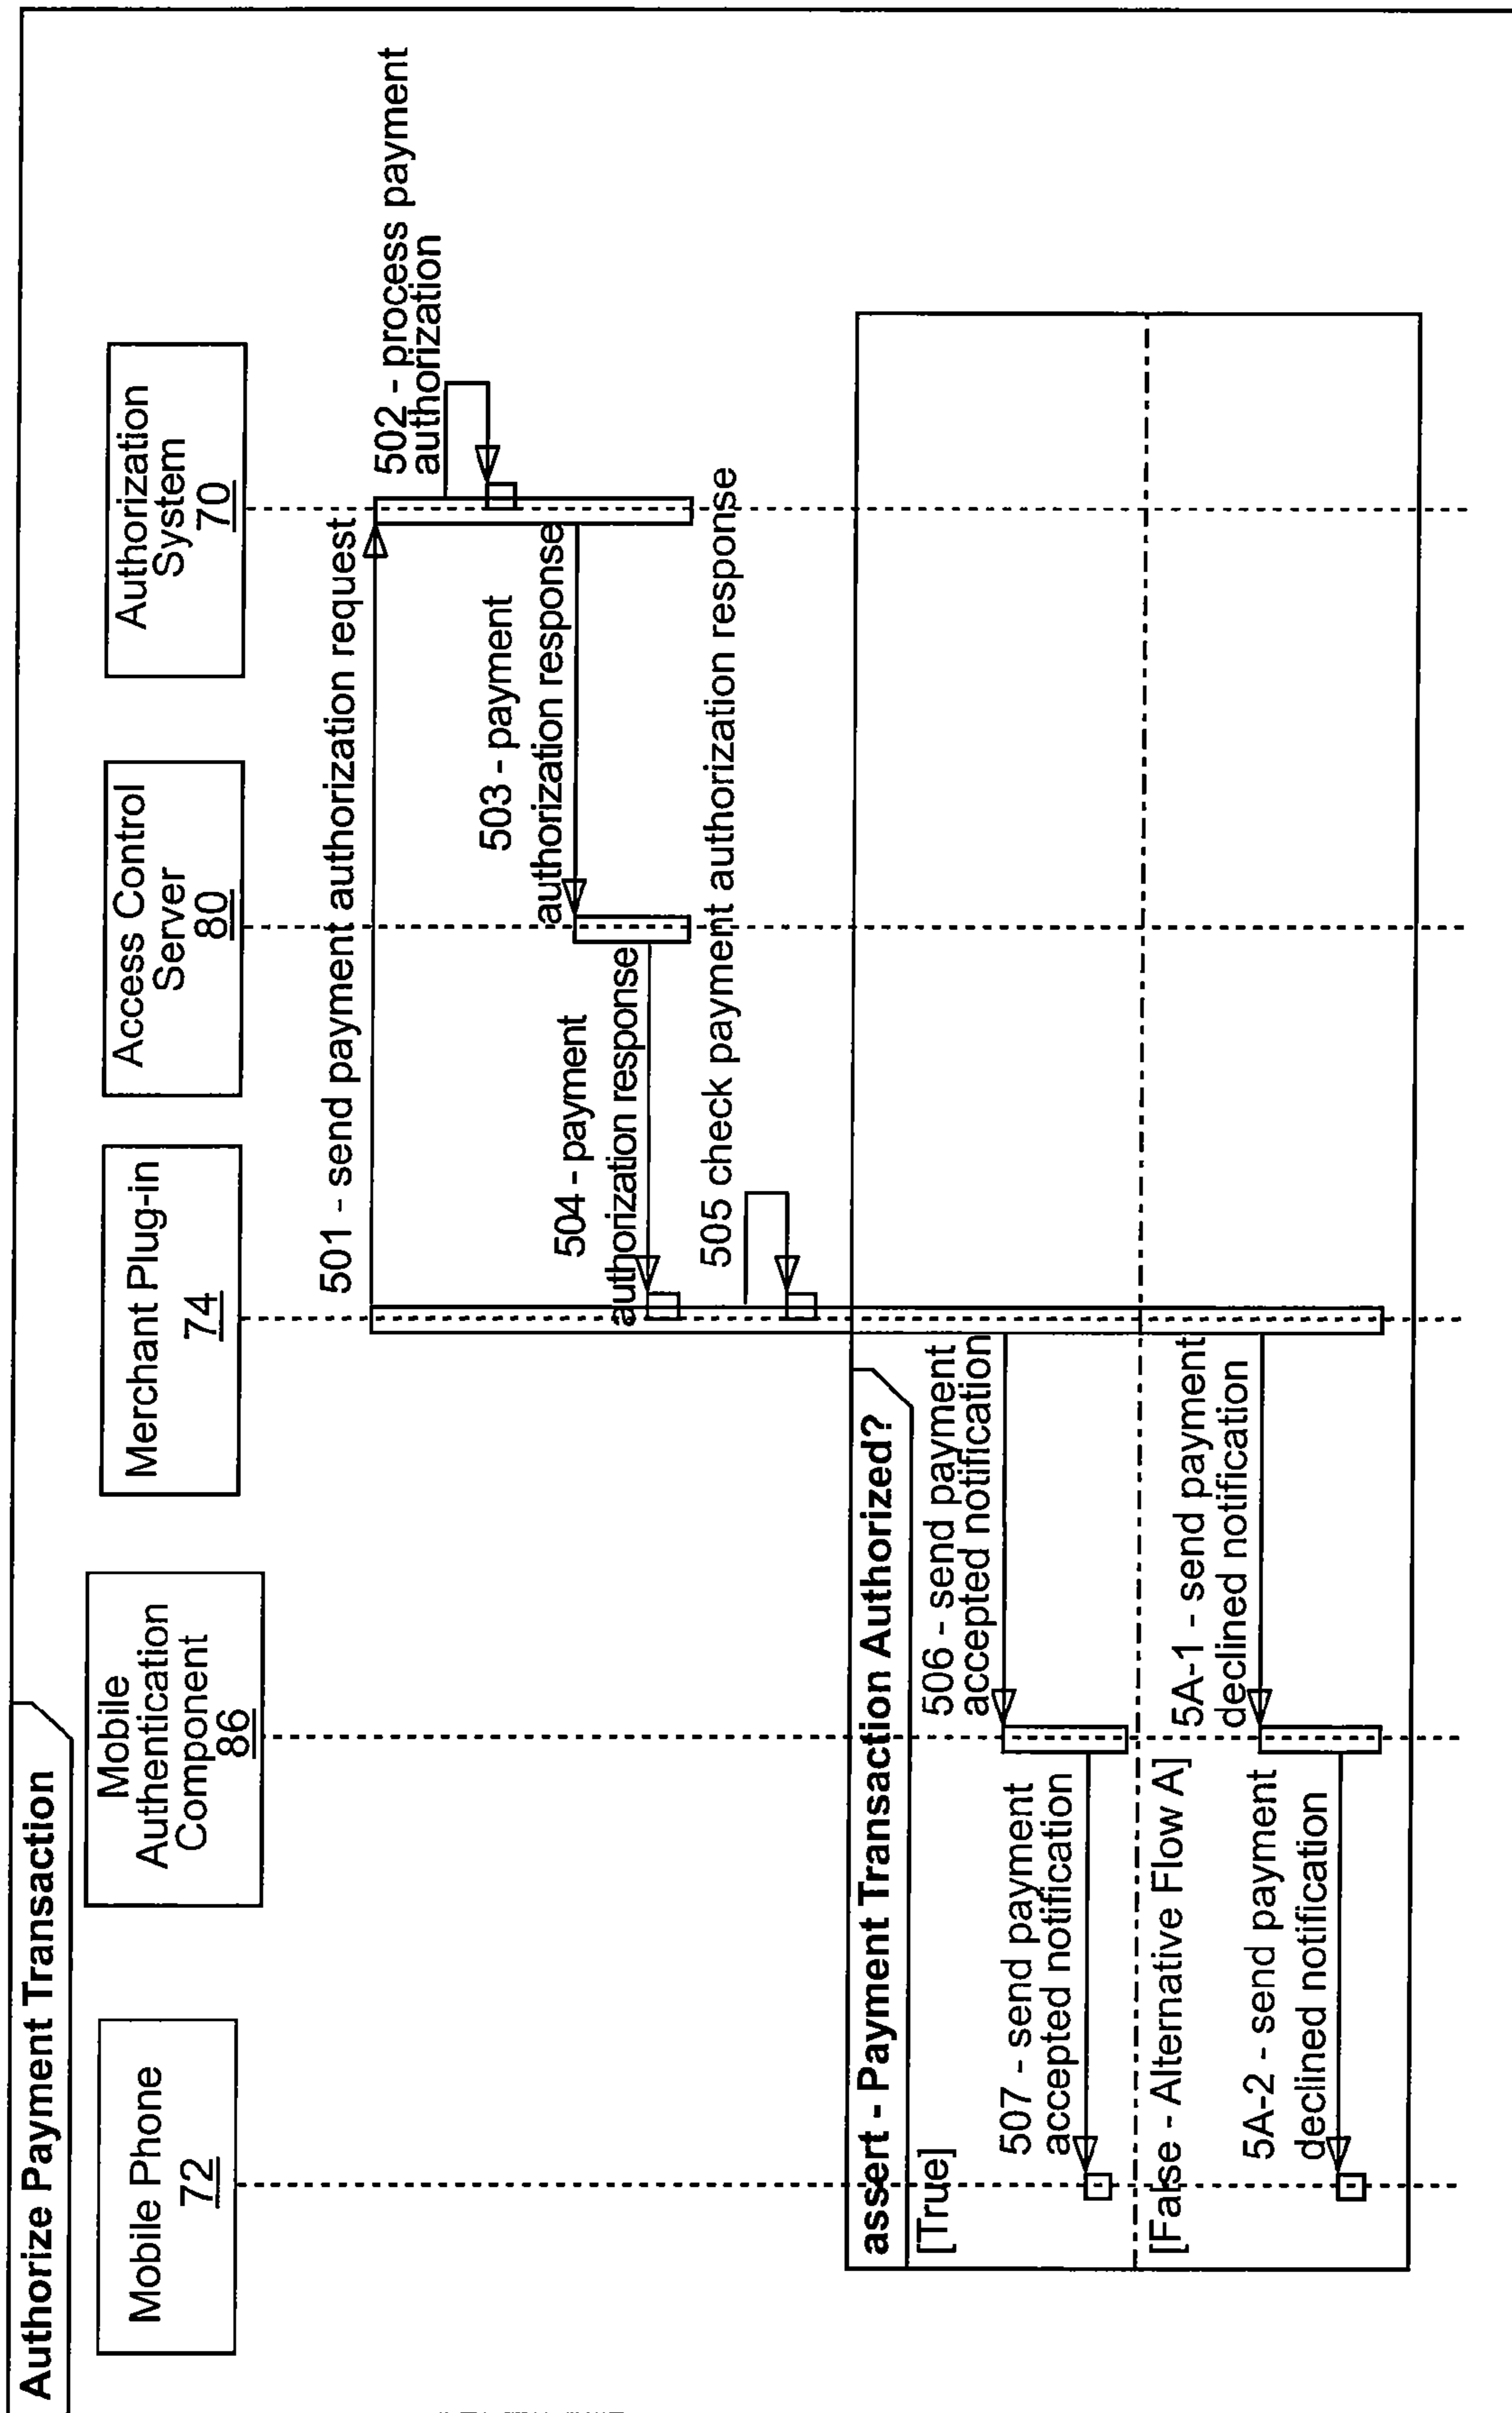 Authorize Payment Transaction
Mobile Phone
72
Mobile
Authentication
Component
86
Merchant Plug-in
74
Access Control
Server
80
Authorization
System
70
501 - send payment authorization request
502 - process payment
authorization
503 - payment
authorization response
504 - payment
authorization response
505 check payment authorization response
assert - Payment Transaction Authorized?
[True]
506 - send payment
accepted notification
507 - send payment
accepted notification
[False - Alternative Flow A]
5A-1 - send payment
declined notification
5A-2 - send payment
declined notification